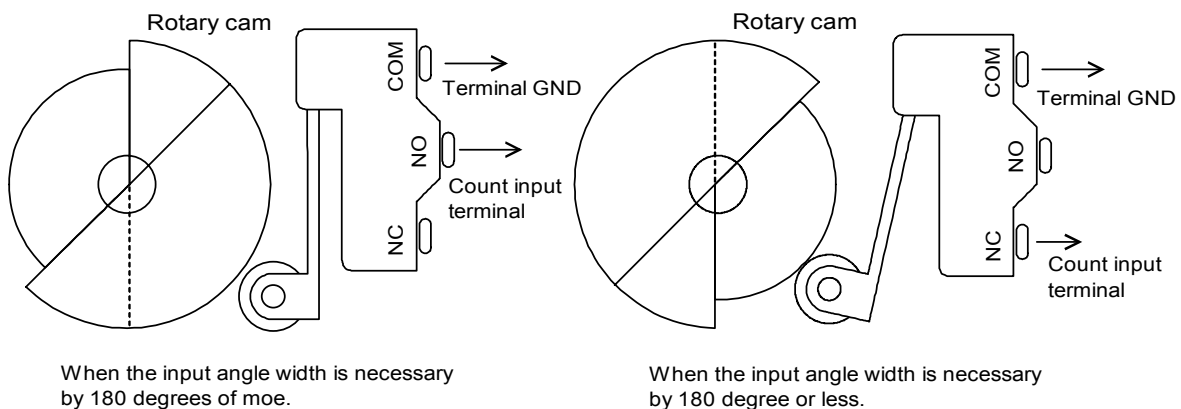 Rotary cam
COM
Terminal GND
NO
Count input
terminal
NC
When the input angle width is necessary
by 180 degrees of moe.
Rotary cam
COM
Terminal GND
NO
NC
Count input
terminal
When the input angle width is necessary
by 180 degree or less.